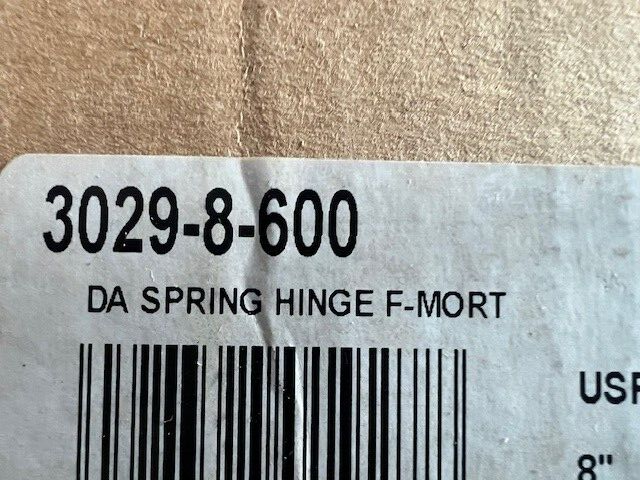 3029-8-600
DA SPRING HINGE F-MORT
8"